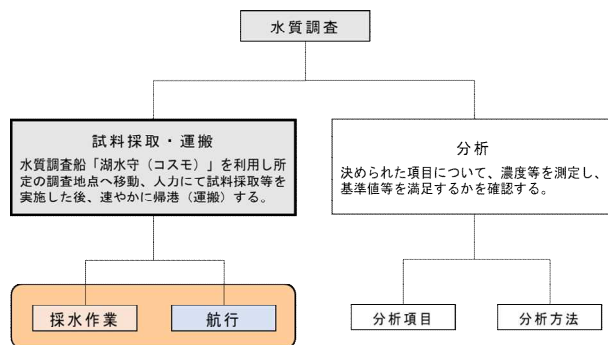 水質調査
試料採取・運搬
水質調査船「湖水守（コスモ）」を利用し所
定の調査地点へ移動、人力にて試料採取等を
実施した後、速やかに帰港（運搬）する。
分析
決められた項目について、濃度等を測定し、
基準値等を満足するかを確認する。
採水作業
航行
分析項目
分析方法